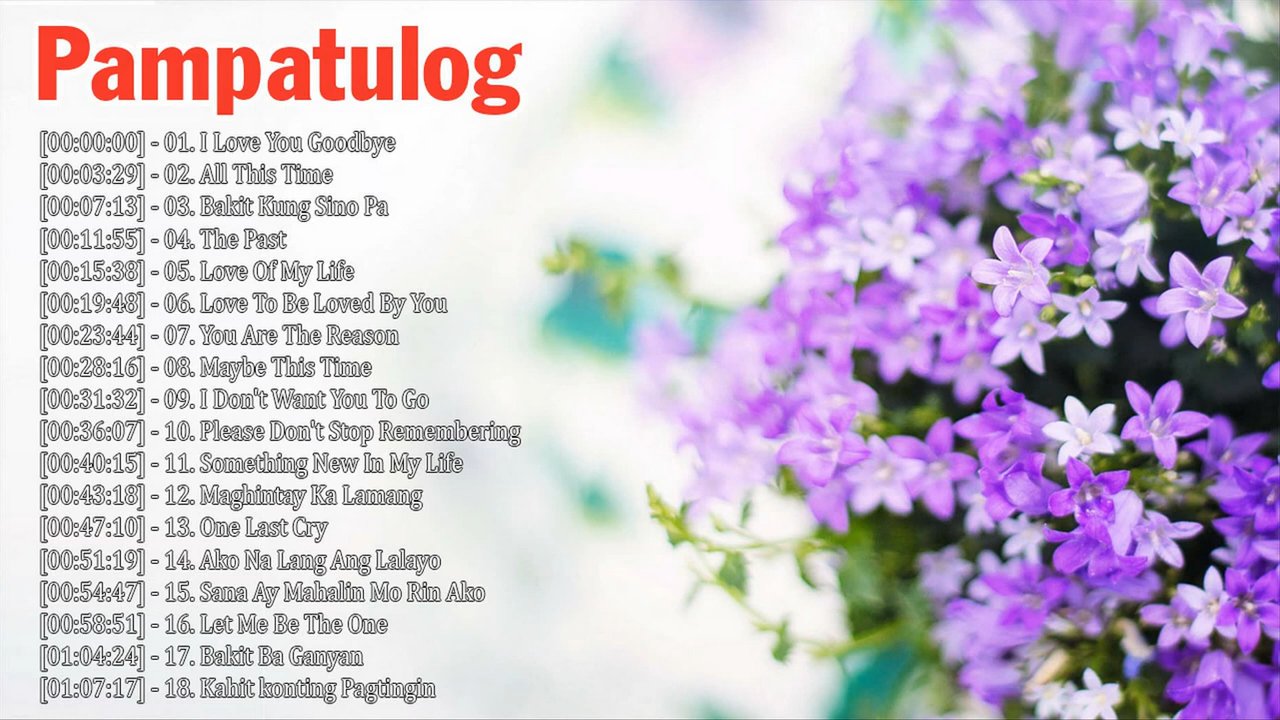 Pampatulog
[00:00:00] - 01. I Love You Goodbye
[00:03:29] - 02. All This Time
[00:07:13] - 03. Bakit Kung Sino Pa
[00:11:55] - 04. The Past
[00:15:38] - 05. Love Of My Life
[00:19:48] - 06. Love To Be Loved By You
[00:23:44] - 07. You Are The Reason
[00:28:16] - 08. Maybe This Time
[00:31:32] - 09. I Don't Want You To Go
[00:36:07] - 10. Please Don't Stop Remembering
[00:40:15] - 11. Something New In My Life
[00:43:18] - 12. Maghintay Ka Lamang
[00:47:10] - 13. One Last Cry
[00:51:19] - 14. Ako Na Lang Ang Lalayo
[00:54:47] - 15. Sana Ay Mahalin Mo Rin Ako
[00:58:51] - 16. Let Me Be The One
[01:04:24] - 17. Bakit Ba Ganyan
[01:07:17] - 18. Kahit konting Pagtingin